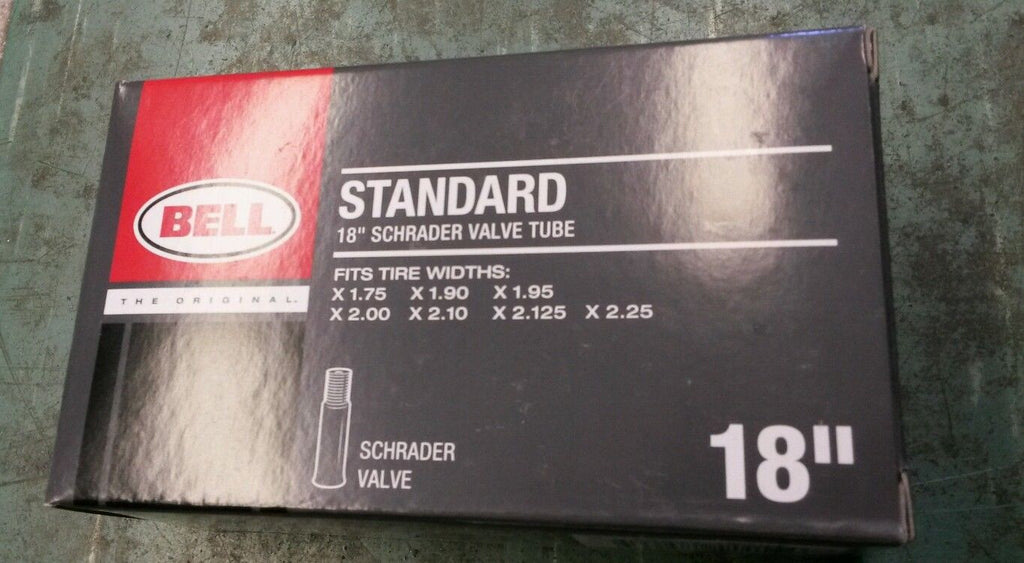 BELL
THE ORIGINAL.
STANDARD
18" SCHRADER VALVE TUBE
FITS TIRE WIDTHS:
X 1.75 X 1.90 X 1.95
X 2.00 X 2.10 X 2.125 X 2.25
SCHRADER
VALVE
18"